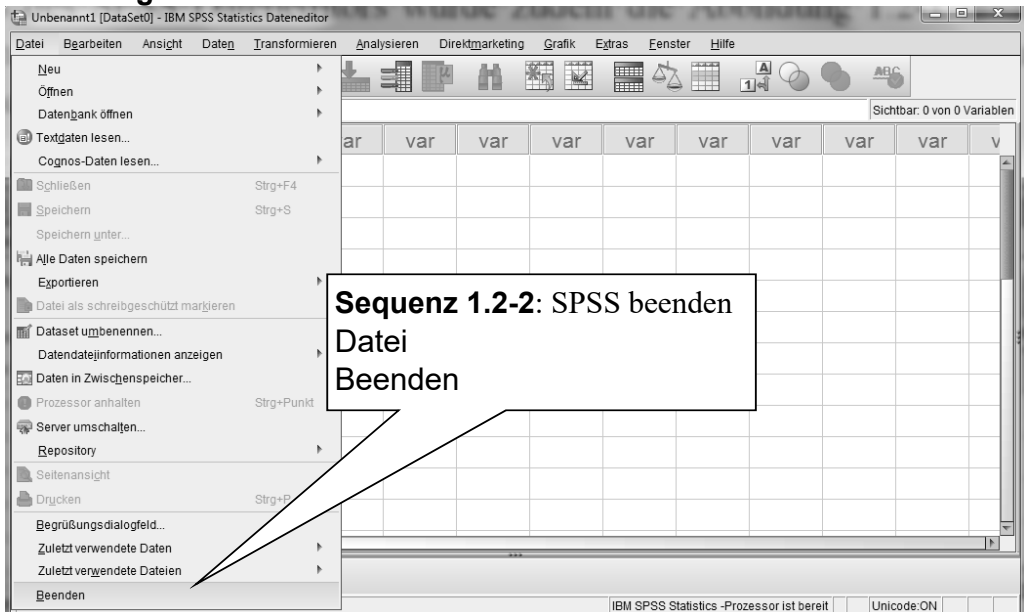 Unbenannt1 [DataSet0] - IBM SPSS Statistics Dateneditor
Datei Bearbeiten Ansicht Daten Transformieren Analysieren Direktmarketing Grafik Extras Fenster Hilfe
Neu
Öffnen
Datenbank öffnen
Sichtbar: 0 von 0 Variablen
Textdaten lesen...
ar var var var var var var var var v
Cognos-Daten lesen...
Schließen Strg+F4
Speichern Strg+S
Speichern unter...
Alle Daten speichern
Exportieren
Datei als schreibgeschützt markieren
Dataset umbenennen...
Datendateiinformationen anzeigen
Daten in Zwischenspeicher...
Prozessor anhalten Strg+Punkt
Server umschalten...
Repository
Seitenansicht
Drucken Strg+P
Begrüßungsdialogfeld...
Zuletzt verwendete Daten
Zuletzt verwendete Dateien
Beenden
Sequenz 1.2-2: SPSS beenden
Datei
Beenden
IBM SPSS Statistics -Prozessor ist bereit Unicode:ON